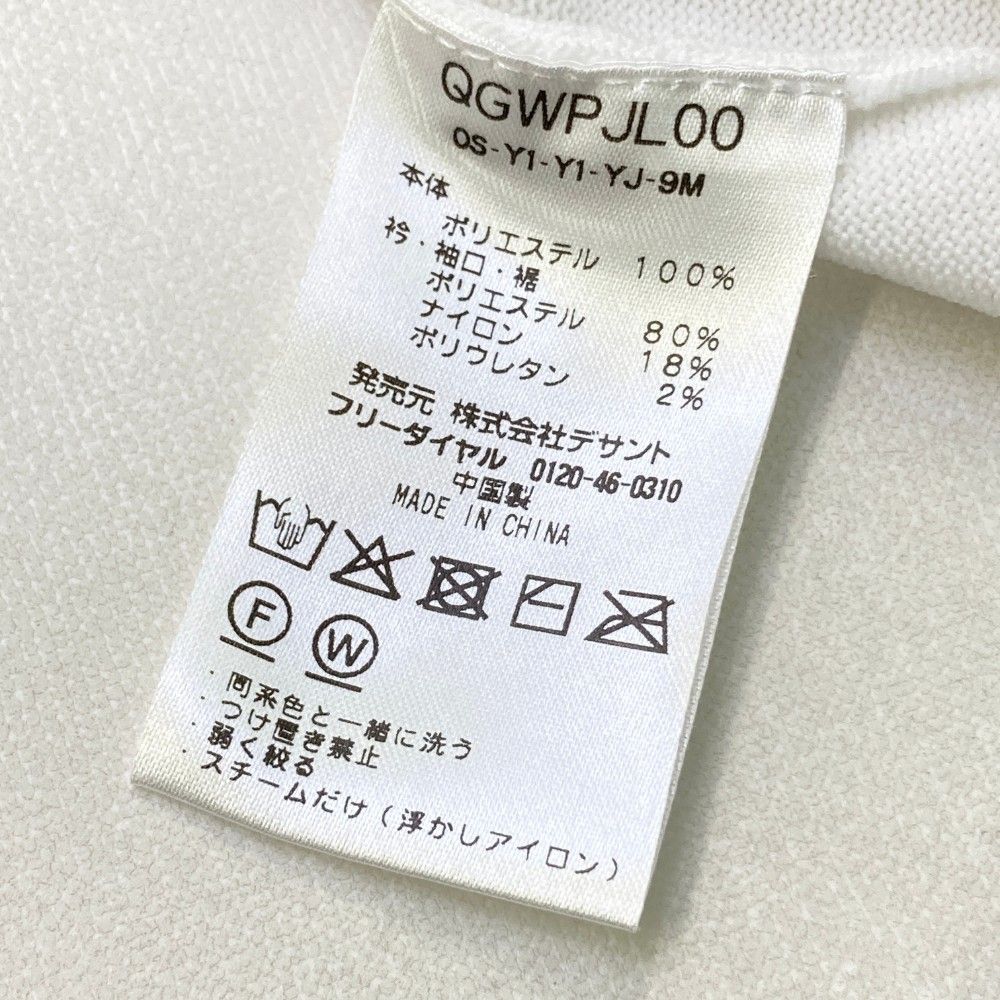 QGWPJL00
OS-Y1-Y1-YJ-9M
本体
ポリエステル 100%
衿・袖口・裾
ポリエステル 80%
ナイロン 18%
ポリウレタン 2%
発売元 株式会社デサント
フリーダイヤル 0120-46-0310
中国製
MADE IN CHINA
F
W
・同系色と一緒に洗う
・つけ置き禁止
・弱く絞る
・スチームだけ(浮かしアイロン)